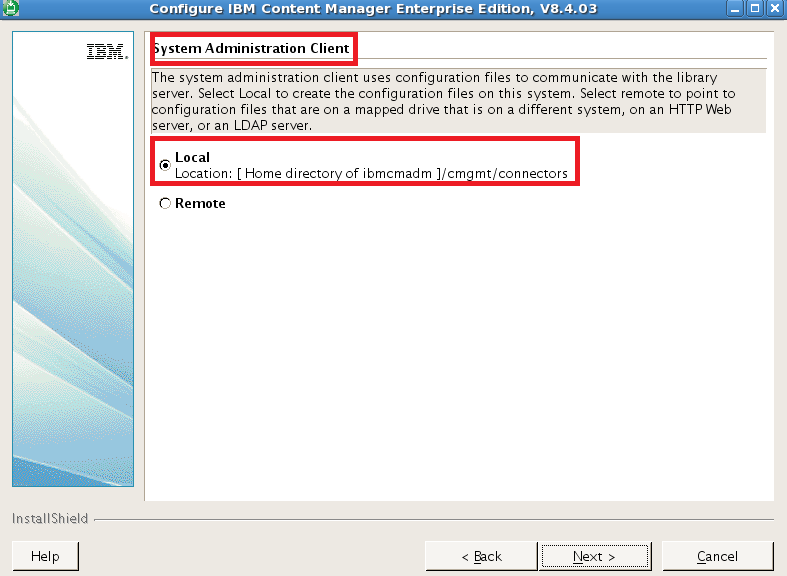 Configure IBM Content Manager Enterprise Edition, V8.4.03
IBM.
System Administration Client
The system administration client uses configuration files to communicate with the library
server. Select Local to create the configuration files on this system. Select remote to point to
configuration files that are on a mapped drive that is on a different system, on an HTTP Web
server, or an LDAP server.
Local
Location: [ Home directory of ibmcmadm ]/cmgmt/connectors
Remote
InstallShield
Help
< Back
Next >
Cancel